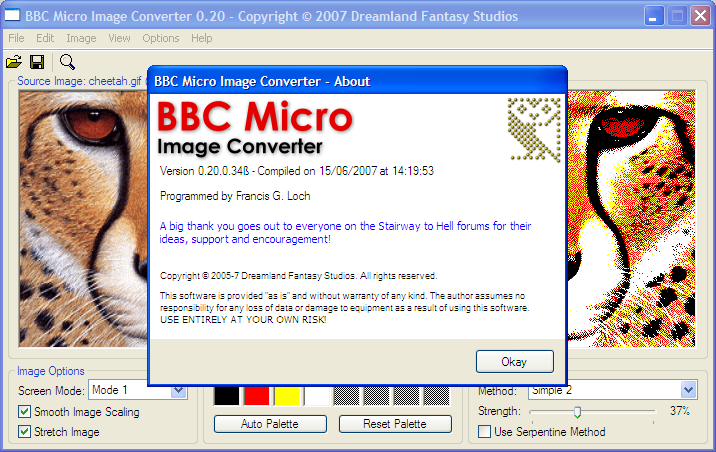 BBC Micro Image Converter 0.20 - Copyright © 2007 Dreamland Fantasy Studios
File Edit Image View Options Help
Source Image: cheetah.gif
BBC Micro Image Converter - About
BBC Micro
Image Converter
Version 0.20.0.34ß - Compiled on 15/06/2007 at 14:19:53
Programmed by Francis G. Loch
A big thank you goes out to everyone on the Stairway to Hell forums for their
ideas, support and encouragement!
Copyright © 2005-7 Dreamland Fantasy Studios. All rights reserved.
This software is provided "as is" and without warranty of any kind. The author assumes no
responsibility for any loss of data or damage to equipment as a result of using this software.
USE ENTIRELY AT YOUR OWN RISK!
Okay
Image Options
Screen Mode: Mode 1
Smooth Image Scaling
Stretch Image
Auto Palette Reset Palette
Method: Simple 2
Strength: 37%
Use Serpentine Method